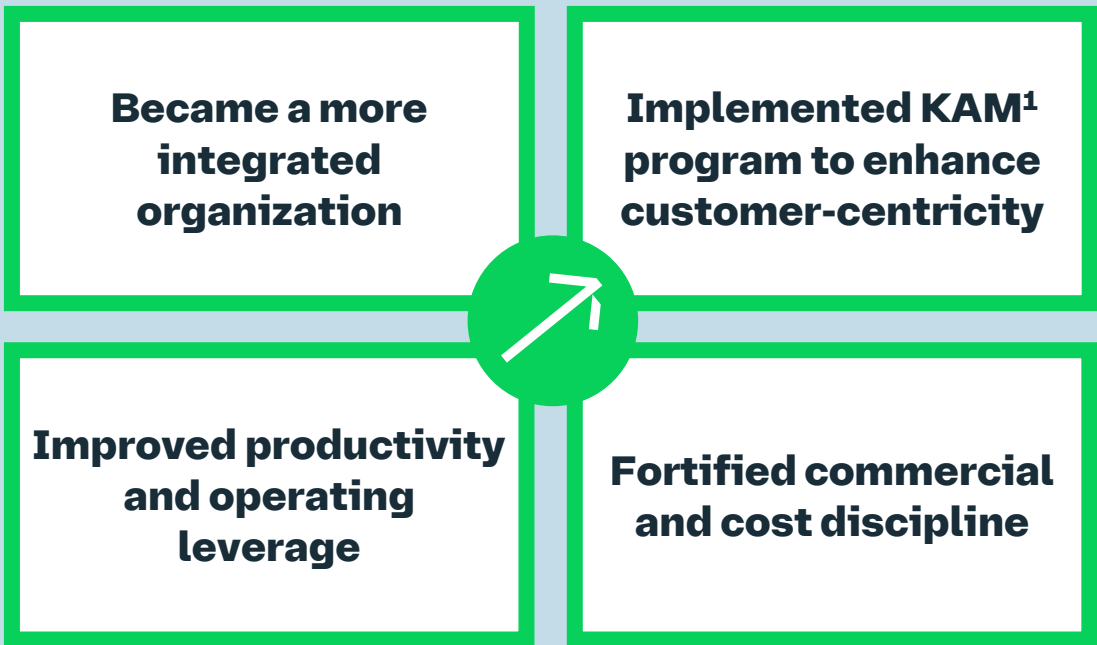 Became a more
integrated
organization
Implemented KAM¹
program to enhance
customer-centricity
Improved productivity
and operating
leverage
Fortified commercial
and cost discipline